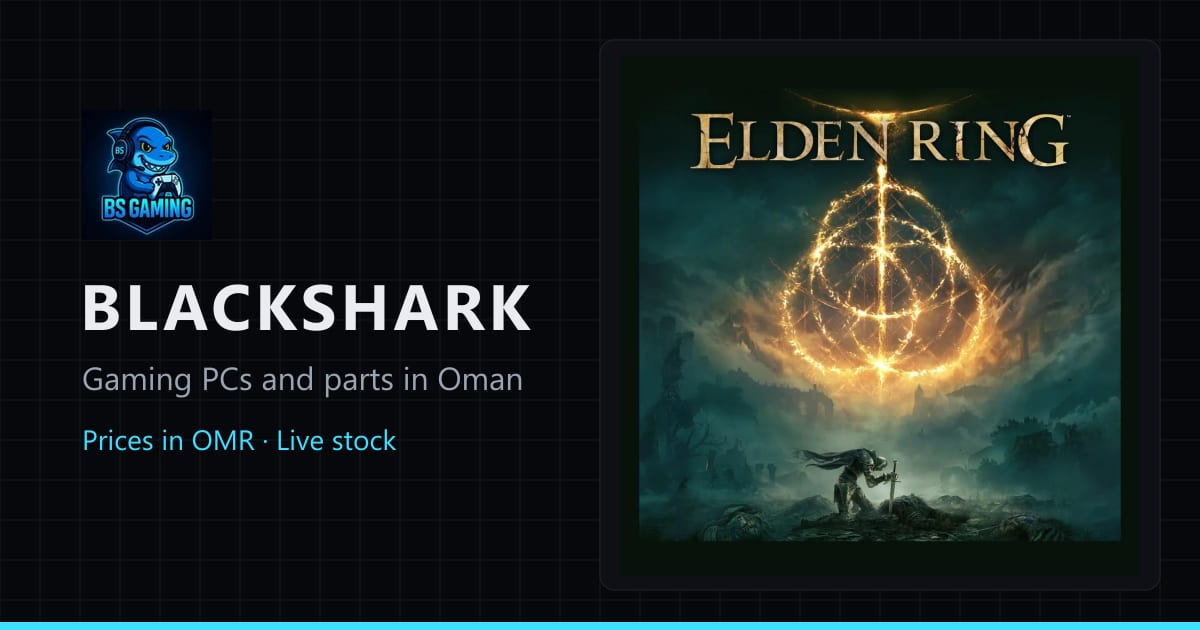 BS
BS GAMING
BLACKSHARK
Gaming PCs and parts in Oman
Prices in OMR · Live stock
ELDEN RING